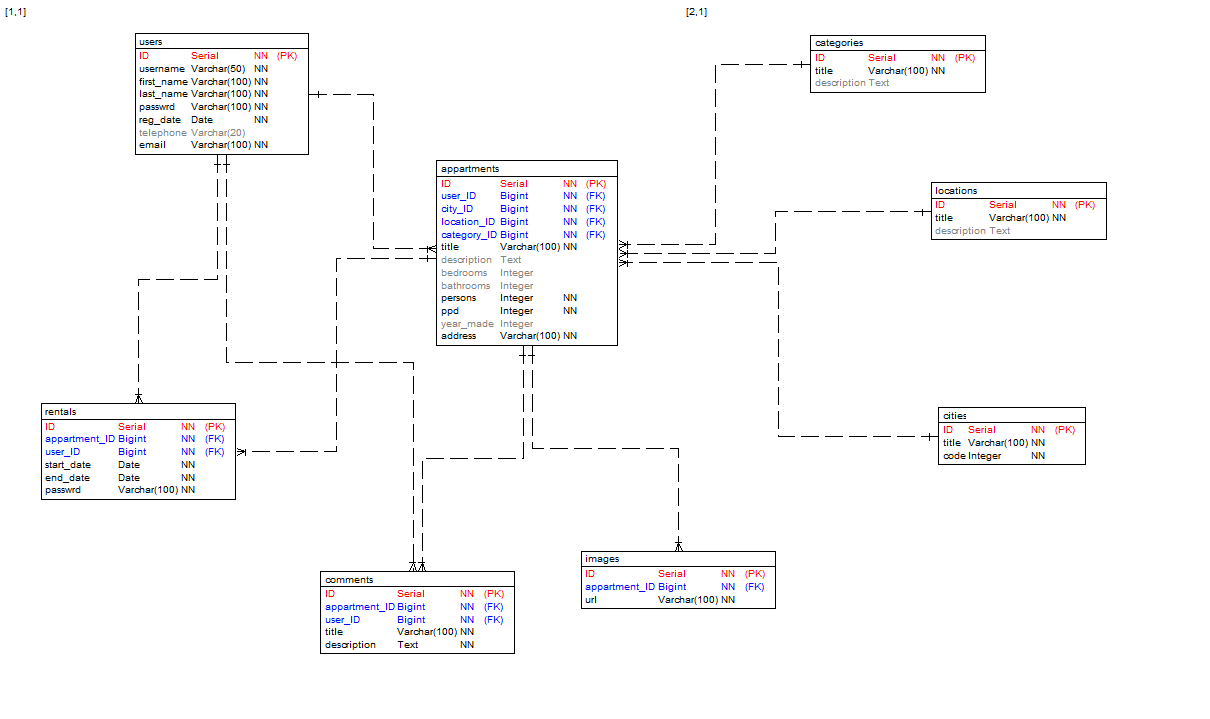 [1,1]
[2,1]
users
ID Serial NN (PK)
username Varchar(50) NN
first_name Varchar(100) NN
last_name Varchar(100) NN
passwrd Varchar(100) NN
reg_date Date NN
telephone Varchar(20)
email Varchar(100) NN
categories
ID Serial NN (PK)
title Varchar(100) NN
description Text
appartments
ID Serial NN (PK)
user_ID Bigint NN (FK)
city_ID Bigint NN (FK)
location_ID Bigint NN (FK)
category_ID Bigint NN (FK)
title Varchar(100) NN
description Text
bedrooms Integer
bathrooms Integer
persons Integer NN
ppd Integer NN
year_made Integer
address Varchar(100) NN
locations
ID Serial NN (PK)
title Varchar(100) NN
description Text
rentals
ID Serial NN (PK)
appartment_ID Bigint NN (FK)
user_ID Bigint NN (FK)
start_date Date NN
end_date Date NN
passwrd Varchar(100) NN
cities
ID Serial NN (PK)
title Varchar(100) NN
code Integer NN
comments
ID Serial NN (PK)
appartment_ID Bigint NN (FK)
user_ID Bigint NN (FK)
title Varchar(100) NN
description Text NN
images
ID Serial NN (PK)
appartment_ID Bigint NN (FK)
url Varchar(100) NN